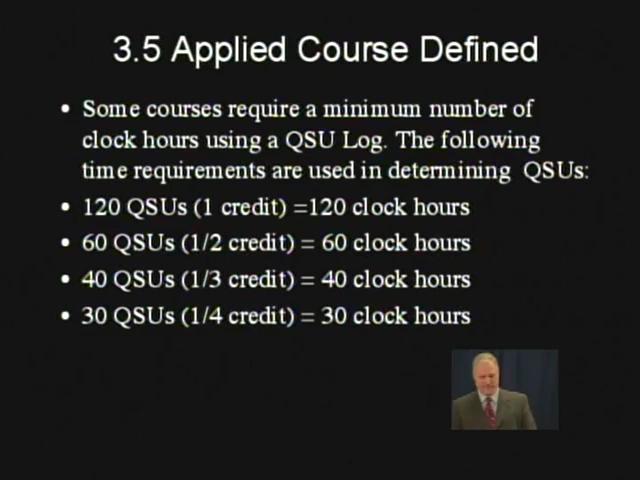 3.5 Applied Course Defined
• Some courses require a minimum number of
clock hours using a QSU Log. The following
time requirements are used in determining QSUs:
• 120 QSUs (1 credit) =120 clock hours
• 60 QSUs (1/2 credit) = 60 clock hours
• 40 QSUs (1/3 credit) = 40 clock hours
• 30 QSUs (1/4 credit) = 30 clock hours